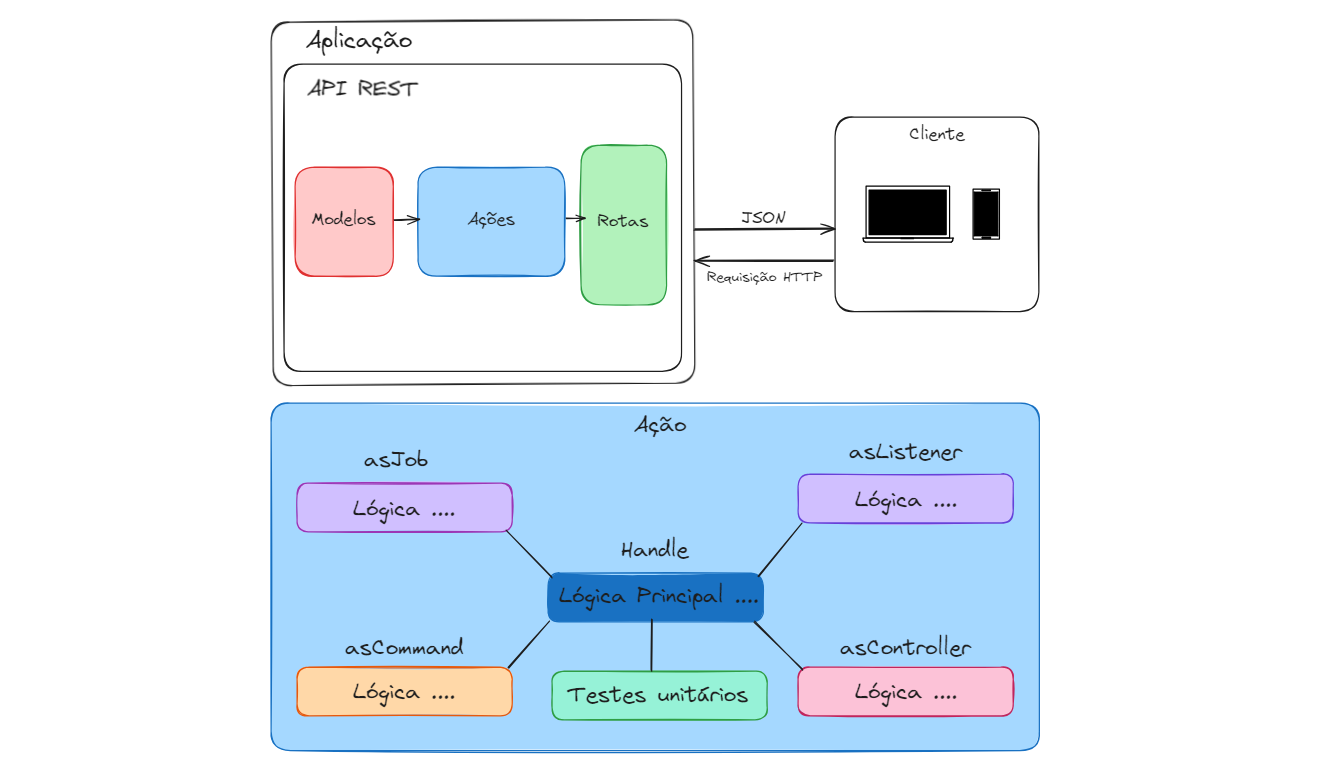 Aplicação
API REST
Modelos
Ações
Rotas
JSON
Requisição HTTP
Cliente
Ação
asJob
Lógica ....
asListener
Lógica ....
Handle
Lógica Principal ....
asCommand
Lógica ....
Testes unitários
asController
Lógica ....